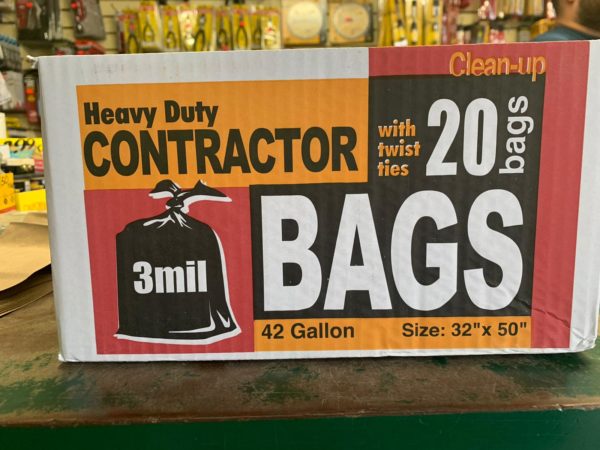 Clean-up
Heavy Duty
CONTRACTOR
with
twist
ties
20
bags
BAGS
3mil
42 Gallon
Size: 32"x 50"